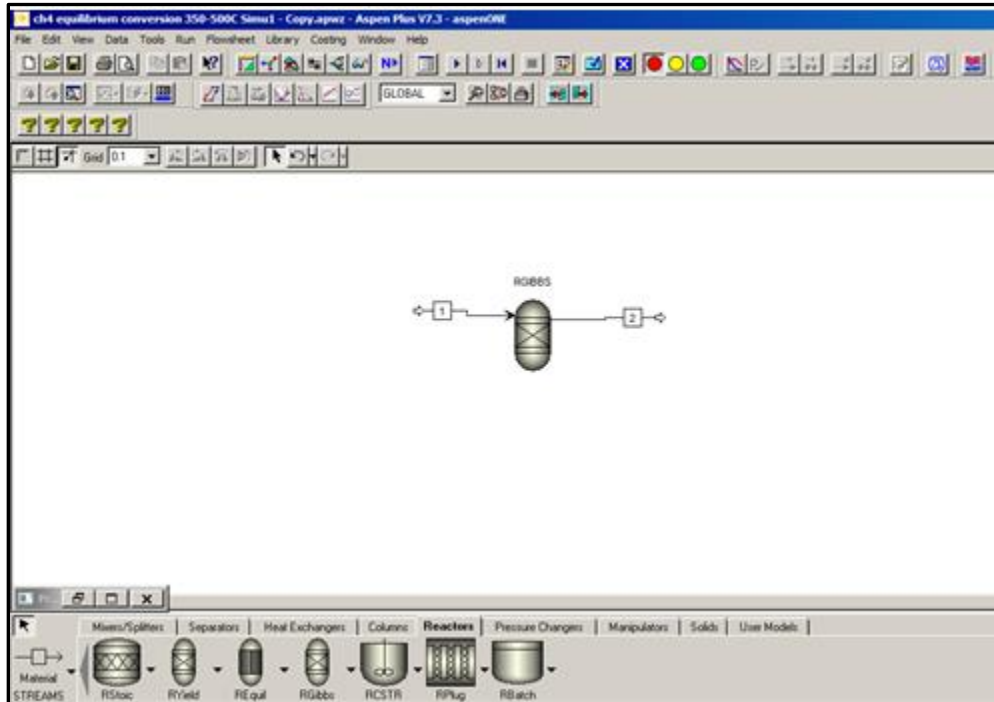 ch4 equilibrium conversion 350-500C Simu1 - Copy.apwz - Aspen Plus V7.3 - aspenONE
File Edit View Data Tools Run Flowsheet Library Costing Window Help
N>
GLOBAL
? ? ? ? ?
Grid 0.1
RGIBBS
1 2
Mixers/Splitters | Separators | Heat Exchangers | Columns | Reactors | Pressure Changers | Manipulators | Solids | User Models |
Material
STREAMS RStoic RYield REquil RGibbs RCSTR RPlug RBatch